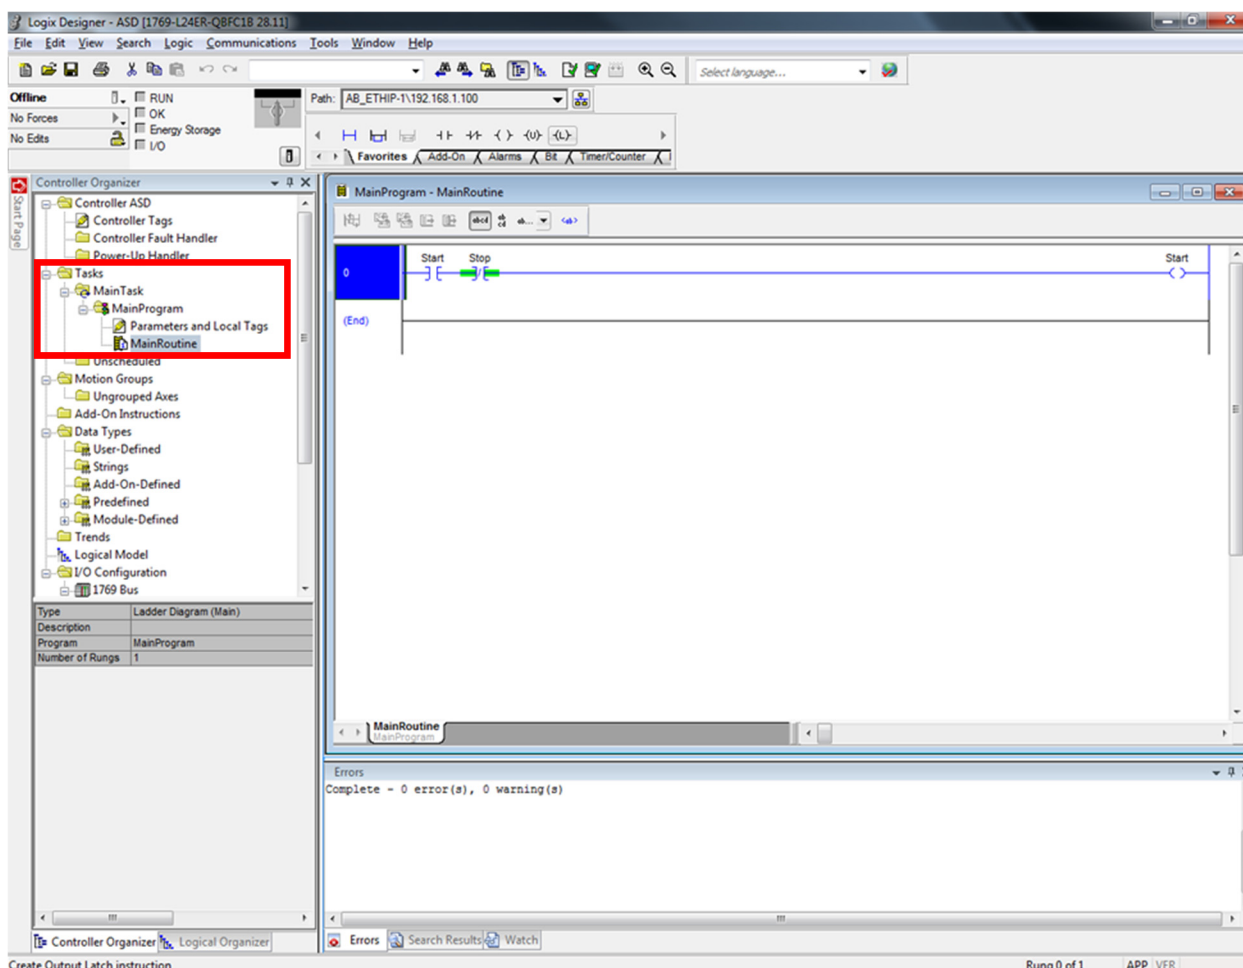 Logix Designer - ASD [1769-L24ER-QBFC1B 28.11]
File Edit View Search Logic Communications Tools Window Help
Select language...
Offline
RUN
No Forces
OK
Energy Storage
No Edits
I/O
Path: AB_ETHIP-1\192.168.1.100
Favorites Add-On Alarms Bit Timer/Counter
Start Page
Controller Organizer
Controller ASD
Controller Tags
Controller Fault Handler
Power-Up Handler
Tasks
MainTask
MainProgram
Parameters and Local Tags
MainRoutine
Unscheduled
Motion Groups
Ungrouped Axes
Add-On Instructions
Data Types
User-Defined
Strings
Add-On-Defined
Predefined
Module-Defined
Trends
Logical Model
I/O Configuration
1769 Bus
Type Ladder Diagram (Main)
Description
Program MainProgram
Number of Rungs 1
Controller Organizer Logical Organizer
MainProgram - MainRoutine
Start Stop Start
0
(End)
MainRoutine
MainProgram
Errors
Complete - 0 error(s), 0 warning(s)
Errors Search Results Watch
Create Output Latch instruction
Rung 0 of 1 APP VER